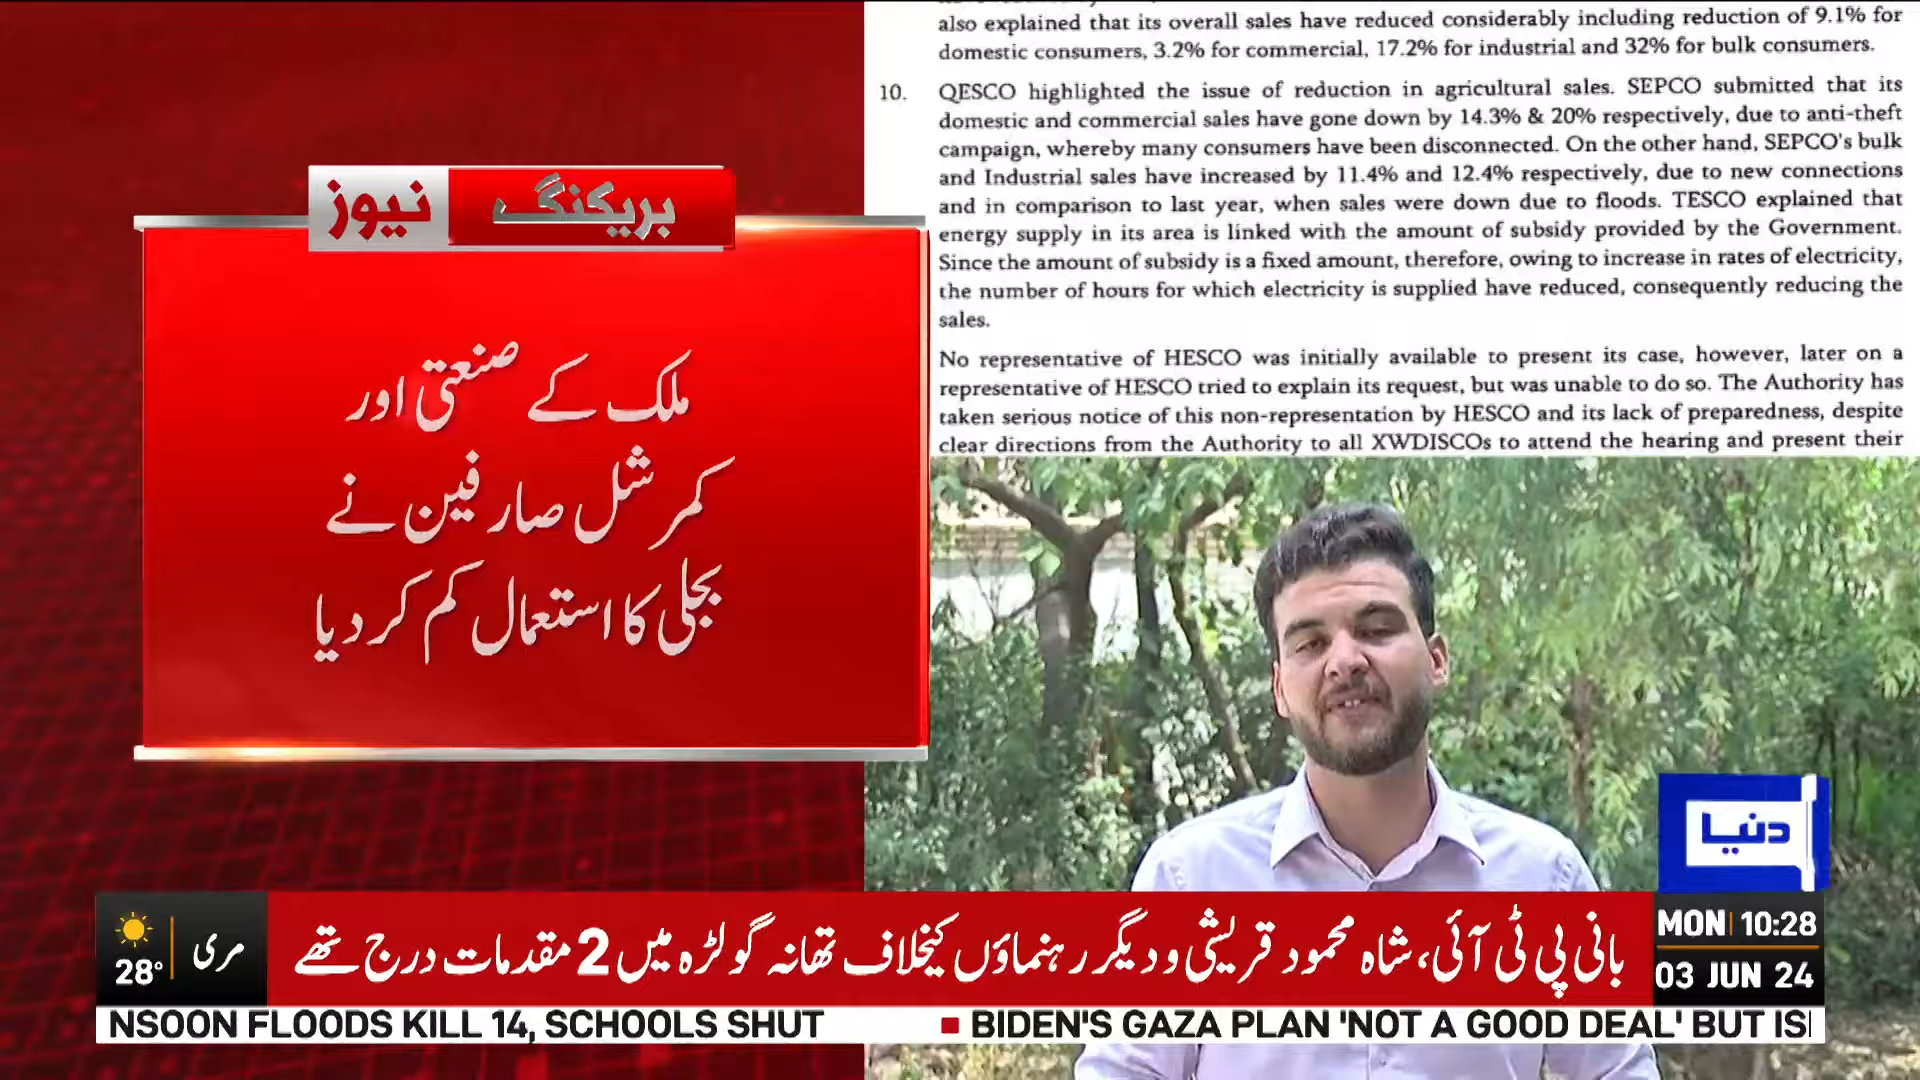 also explained that its overall sales have reduced considerably including reduction of 9.1% for
domestic consumers, 3.2% for commercial, 17.2% for industrial and 32% for bulk consumers.
10. QESCO highlighted the issue of reduction in agricultural sales. SEPCO submitted that its
domestic and commercial sales have gone down by 14.3% & 20% respectively, due to anti-theft
campaign, whereby many consumers have been disconnected. On the other hand, SEPCO's bulk
and Industrial sales have increased by 11.4% and 12.4% respectively, due to new connections
and in comparison to last year, when sales were down due to floods. TESCO explained that
energy supply in its area is linked with the amount of subsidy provided by the Government.
Since the amount of subsidy is a fixed amount, therefore, owing to increase in rates of electricity,
the number of hours for which electricity is supplied have reduced, consequently reducing the
sales.
No representative of HESCO was initially available to present its case, however, later on a
representative of HESCO tried to explain its request, but was unable to do so. The Authority has
taken serious notice of this non-representation by HESCO and its lack of preparedness, despite
clear directions from the Authority to all XWDISCOs to attend the hearing and present their
بریکنگ نیوز
ملک کے صنعتی اور
کمرشل صارفین نے
بجلی کا استعمال کم کر دیا
دنیا
بانی پی ٹی آئی، شاہ محمود قریشی و دیگر رہنماؤں کیخلاف تھانہ گولڑہ میں 2 مقدمات درج تھے
مری
28°
MON 10:28
03 JUN 24
NSOON FLOODS KILL 14, SCHOOLS SHUT
BIDEN'S GAZA PLAN 'NOT A GOOD DEAL' BUT IS